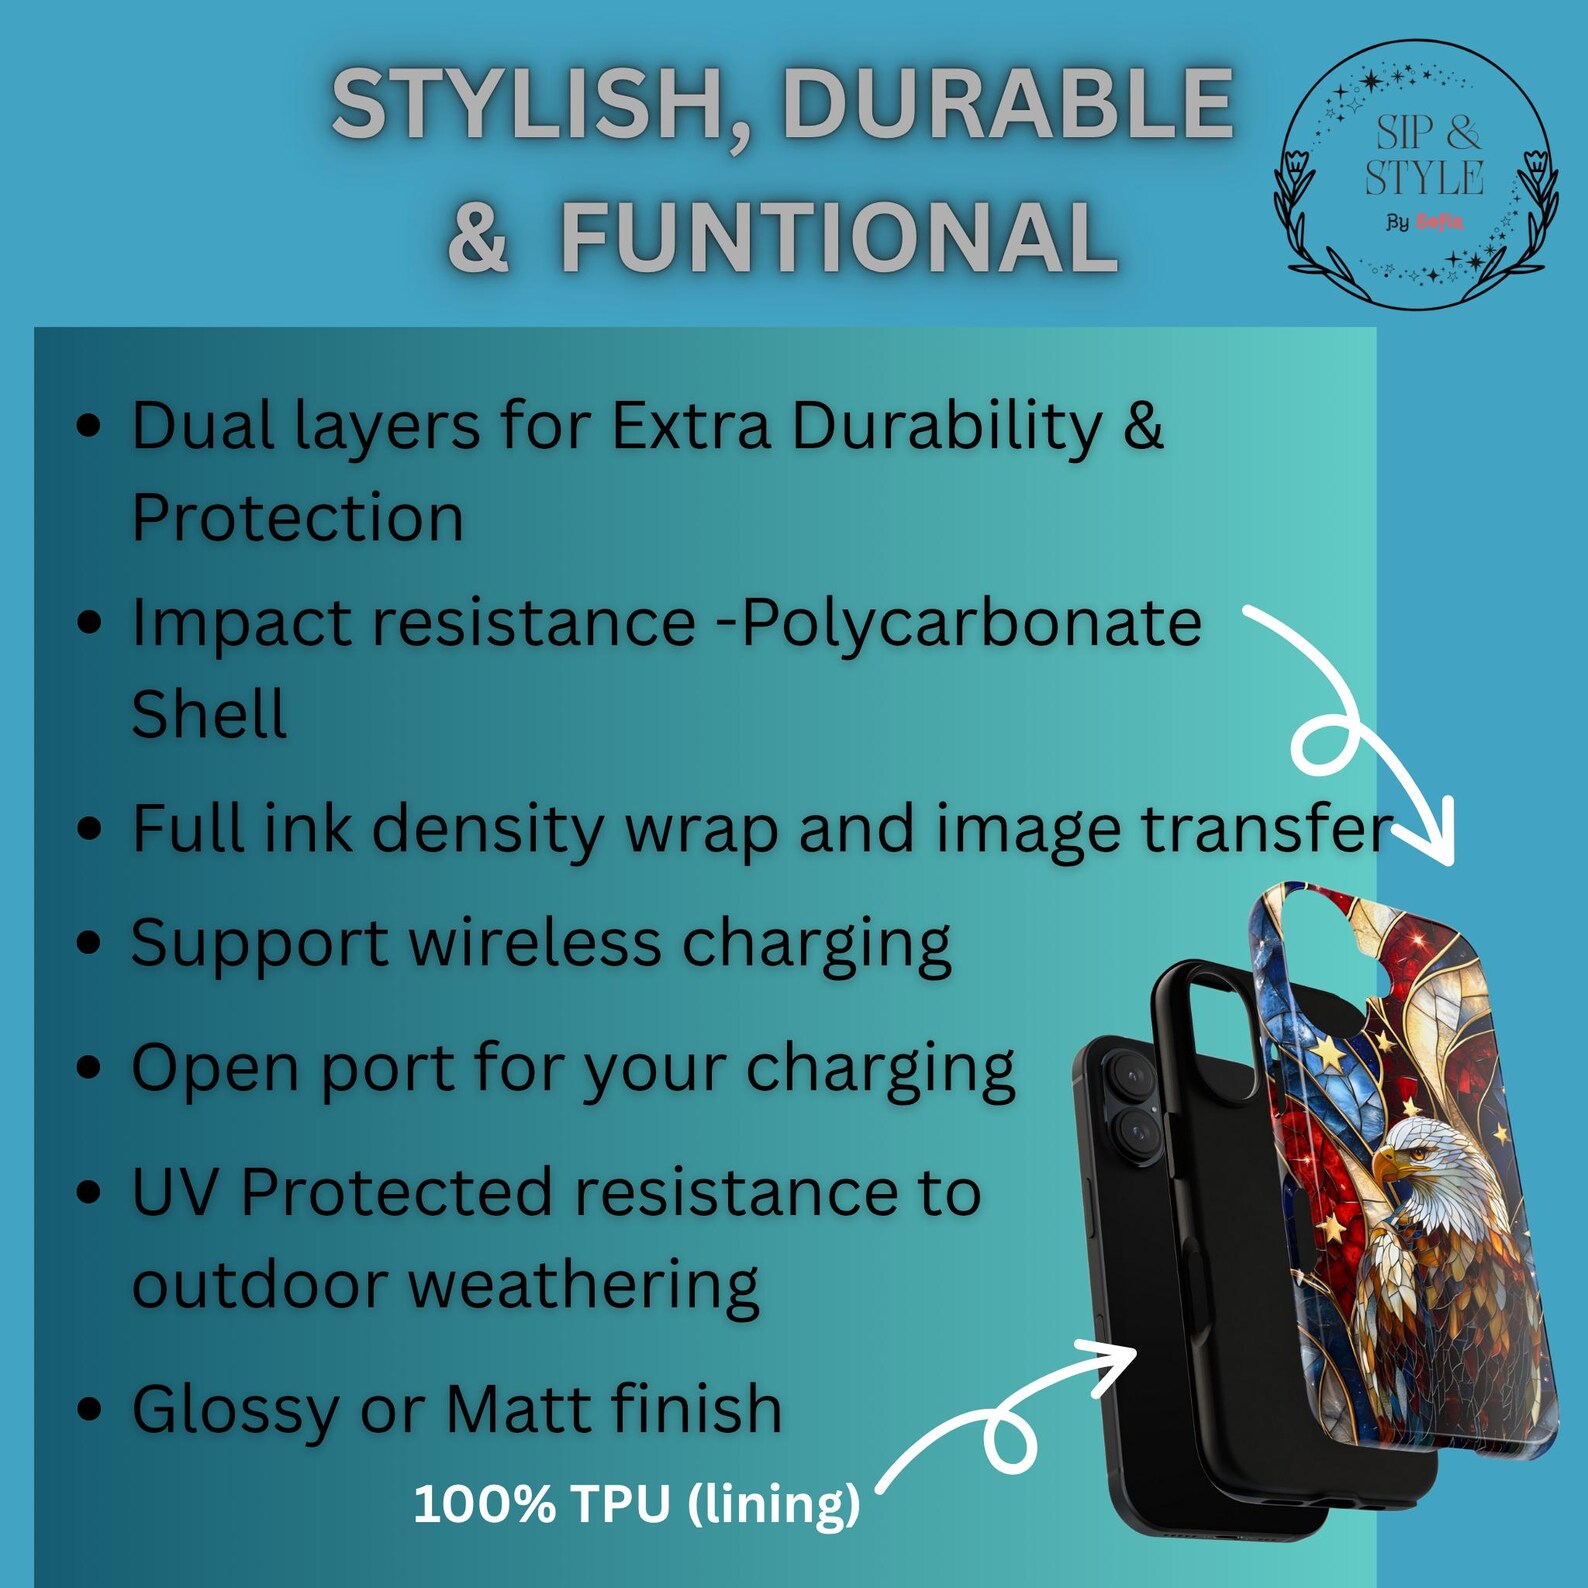 STYLISH, DURABLE
& FUNTIONAL
SIP &
STYLE
By Sofia
• Dual layers for Extra Durability &
Protection
• Impact resistance -Polycarbonate
Shell
• Full ink density wrap and image transfer
• Support wireless charging
• Open port for your charging
• UV Protected resistance to
outdoor weathering
• Glossy or Matt finish
100% TPU (lining)